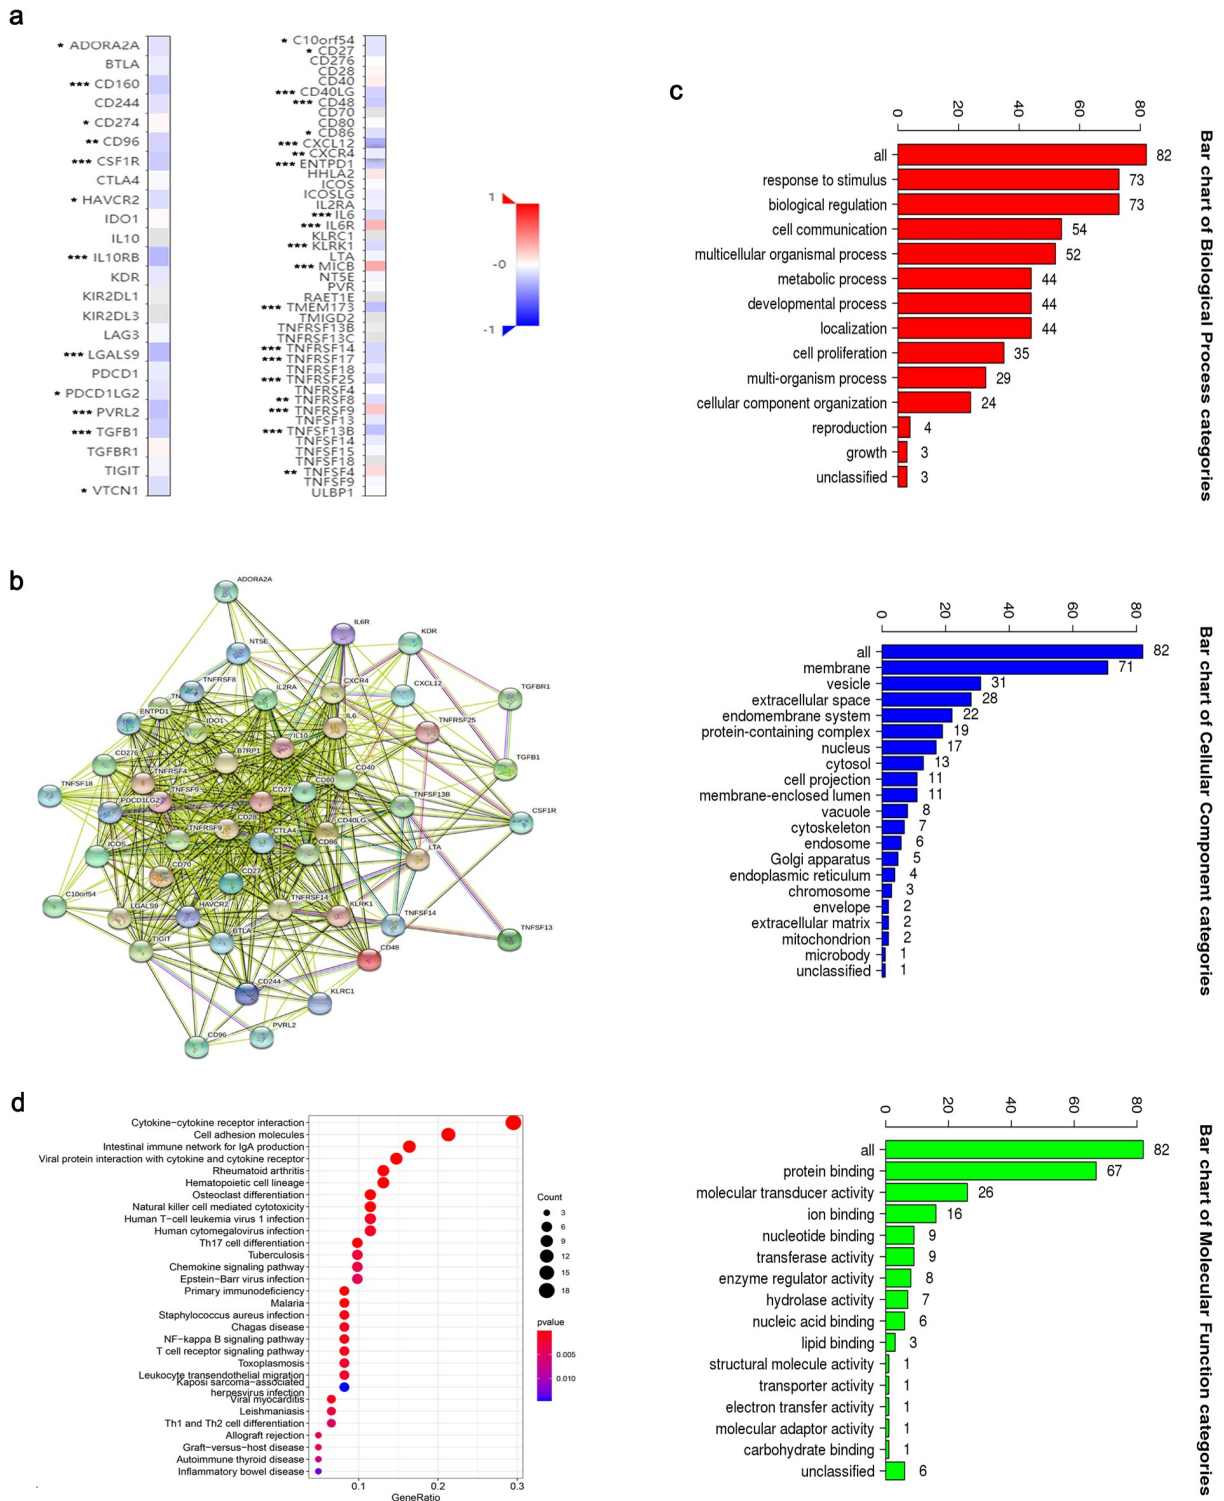 a
* ADORA2A
BTLA
*** CD160
CD244
* CD274
** CD96
*** CSF1R
CTLA4
* HAVCR2
IDO1
IL10
*** IL10RB
KDR
KIR2DL1
KIR2DL3
LAG3
*** LGALS9
PDCD1
* PDCD1LG2
*** PVRL2
*** TGFB1
TGFBR1
TIGIT
* VTCN1
* C10orf54
* CD27
CD276
CD28
CD40
*** CD40LG
*** CD48
CD70
CD80
* CD86
*** CXCL12
** CXCR4
*** ENTPD1
HHLA2
ICOS
ICOSLG
IL2RA
*** IL6
*** IL6R
KLRC1
*** KLRK1
LTA
*** MICB
NT5E
PVR
RAET1E
*** TMEM173
TMIGD2
TNFRSF13B
TNFRSF13C
*** TNFRSF14
*** TNFRSF17
TNFRSF18
*** TNFRSF25
TNFRSF4
** TNFRSF8
*** TNFRSF9
TNFSF13
*** TNFSF13B
TNFSF14
TNFSF15
TNFSF18
** TNFSF4
TNFSF9
ULBP1
1
-0
-1
b
ADORA2A
IL6R
KDR
NT5E
TNFRSF8
IL2RA
CXCR4
CXCL12
TGFBR1
TN
ENTPD1
IDO1
IL6
TNFRSF25
IL10
CD276
B7RP1
TGFB1
TNFRSF4
CD40
TNFSF18
TNFSF9
CD27
CD80
PDCD1LG2
TNFSF13B
CSF1R
CD28
CD40LG
TNFRSF9
CTLA4
ICOS
CD86
LTA
CD70
CD27
C10orf54
LGALS9
HAVCR2
TNFRSF14
KLRK1
TNFSF14
TNFSF13
TIGIT
BTLA
CD48
CD244
KLRC1
PVRL2
CD96
c
0 20 40 60 80
all 82
response to stimulus 73
biological regulation 73
cell communication 54
multicellular organismal process 52
metabolic process 44
developmental process 44
localization 44
cell proliferation 35
multi-organism process 29
cellular component organization 24
reproduction 4
growth 3
unclassified 3
Bar chart of Biological Process categories
0 20 40 60 80
all 82
membrane 71
vesicle 31
extracellular space 28
endomembrane system 22
protein-containing complex 19
nucleus 17
cytosol 13
cell projection 11
membrane-enclosed lumen 11
vacuole 8
cytoskeleton 7
endosome 6
Golgi apparatus 5
endoplasmic reticulum 4
chromosome 3
envelope 2
extracellular matrix 2
mitochondrion 2
microbody 1
unclassified 1
Bar chart of Cellular Component categories
0 20 40 60 80
all 82
protein binding 67
molecular transducer activity 26
ion binding 16
nucleotide binding 9
transferase activity 9
enzyme regulator activity 8
hydrolase activity 7
nucleic acid binding 6
lipid binding 3
structural molecule activity 1
transporter activity 1
electron transfer activity 1
molecular adaptor activity 1
carbohydrate binding 1
unclassified 6
Bar chart of Molecular Function categories
d
Cytokine-cytokine receptor interaction
Cell adhesion molecules
Intestinal immune network for IgA production
Viral protein interaction with cytokine and cytokine receptor
Rheumatoid arthritis
Hematopoietic cell lineage
Osteoclast differentiation
Natural killer cell mediated cytotoxicity
Human T-cell leukemia virus 1 infection
Human cytomegalovirus infection
Th17 cell differentiation
Tuberculosis
Chemokine signaling pathway
Epstein-Barr virus infection
Primary immunodeficiency
Malaria
Staphylococcus aureus infection
Chagas disease
NF-kappa B signaling pathway
T cell receptor signaling pathway
Toxoplasmosis
Leukocyte transendothelial migration
Kaposi sarcoma-associated
herpesvirus infection
Viral myocarditis
Leishmaniasis
Th1 and Th2 cell differentiation
Allograft rejection
Graft-versus-host disease
Autoimmune thyroid disease
Inflammatory bowel disease
0.1 0.2 0.3
GeneRatio
Count
3
6
9
12
15
18
pvalue
0.005
0.010